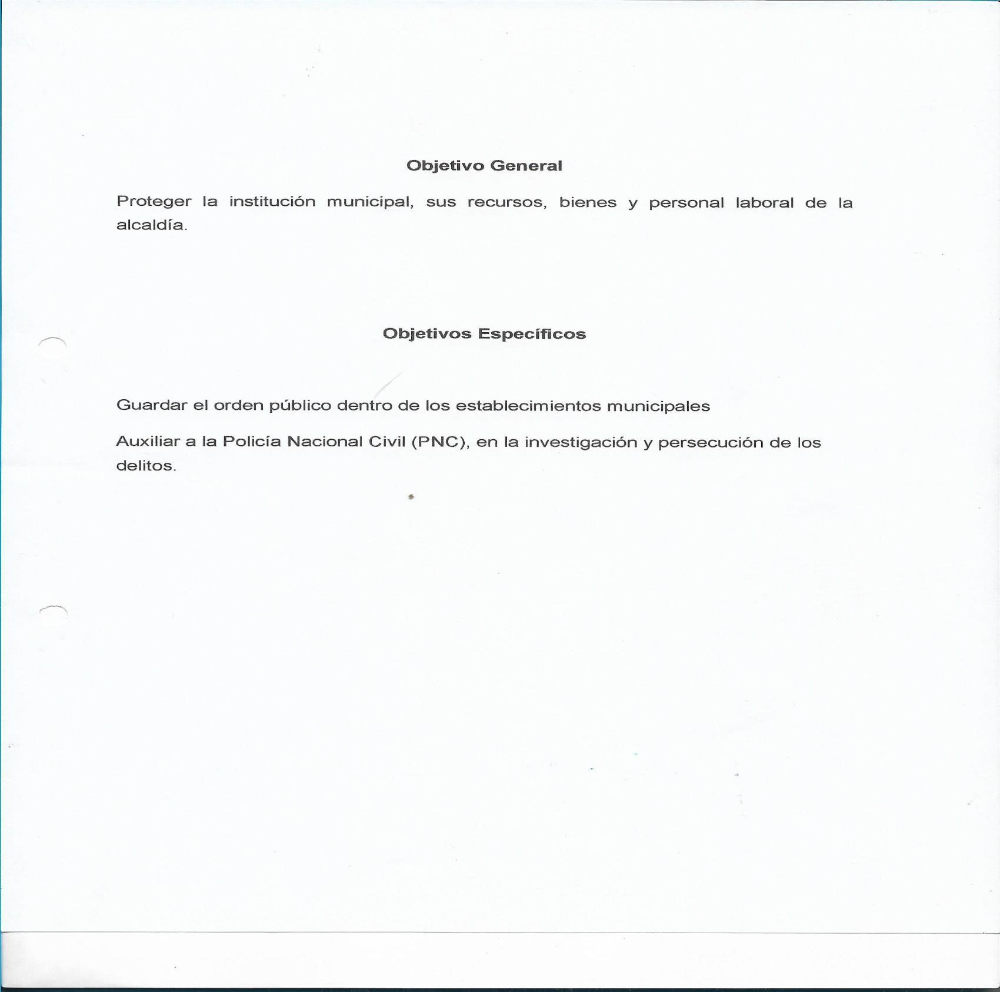 Objetivo General
Proteger la institución municipal, sus recursos, bienes y personal laboral de la
alcaldía.
Objetivos Específicos
Guardar el orden público dentro de los establecimientos municipales
Auxiliar a la Policía Nacional Civil (PNC), en la investigación y persecución de los
delitos.